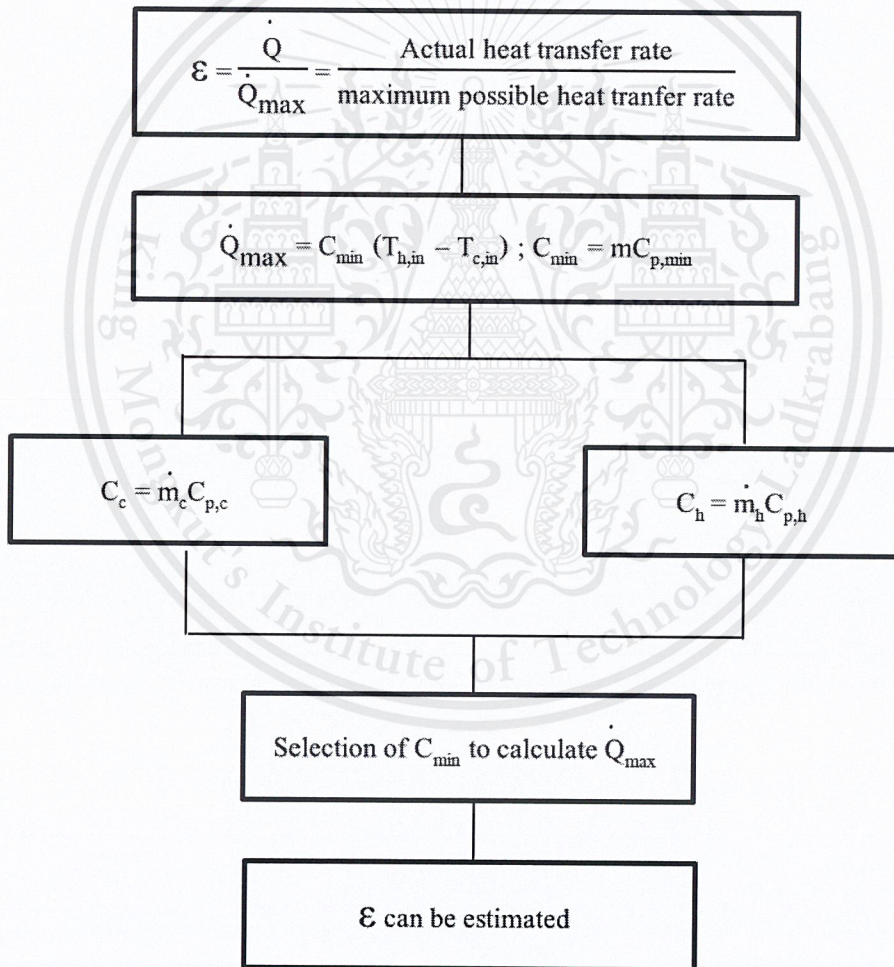 ε = Q̇ / Q̇max = Actual heat transfer rate / maximum possible heat tranfer rate
Q̇max = Cmin (Th,in − Tc,in) ; Cmin = mCp,min
Cc = ṁcCp,c
Ch = ṁhCp,h
Selection of Cmin to calculate Q̇max
ε can be estimated
King Mongkut's Institute of Technology Ladkrabang